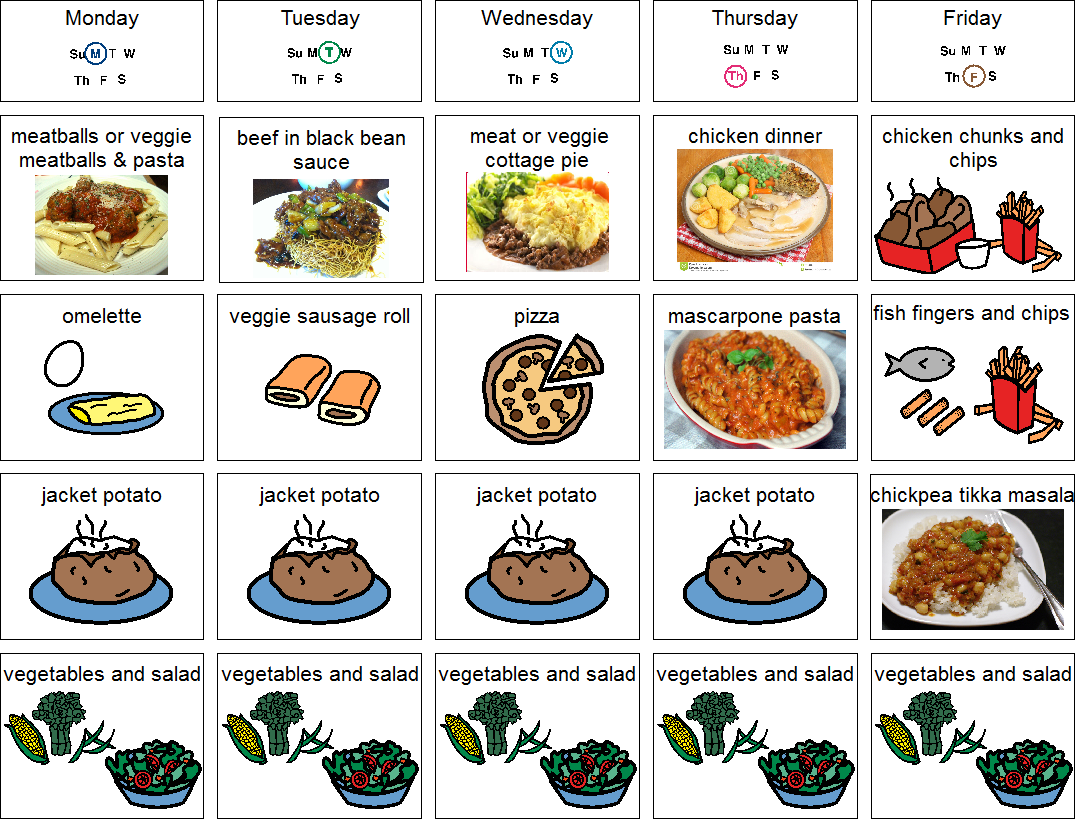 Monday
Su M T W
Th F S
Tuesday
Su M T W
Th F S
Wednesday
Su M T W
Th F S
Thursday
Su M T W
Th F S
Friday
Su M T W
Th F S
meatballs or veggie
meatballs & pasta
beef in black bean
sauce
meat or veggie
cottage pie
chicken dinner
chicken chunks and
chips
omelette
veggie sausage roll
pizza
mascarpone pasta
fish fingers and chips
jacket potato
jacket potato
jacket potato
jacket potato
chickpea tikka masala
vegetables and salad
vegetables and salad
vegetables and salad
vegetables and salad
vegetables and salad